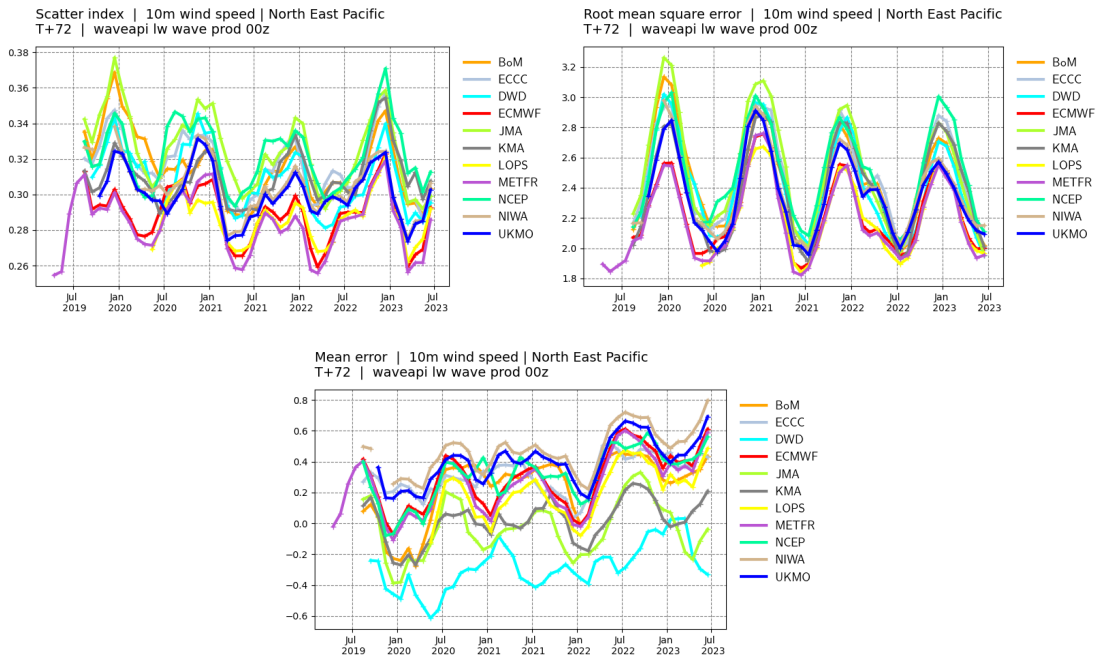 Scatter index | 10m wind speed | North East Pacific
T+72 | waveapi lw wave prod 00z
0.38
0.36
0.34
0.32
0.30
0.28
0.26
Jul 2019
Jan 2020
Jul 2020
Jan 2021
Jul 2021
Jan 2022
Jul 2022
Jan 2023
Jul 2023
BoM
ECCC
DWD
ECMWF
JMA
KMA
LOPS
METFR
NCEP
NIWA
UKMO
Root mean square error | 10m wind speed | North East Pacific
T+72 | waveapi lw wave prod 00z
3.2
3.0
2.8
2.6
2.4
2.2
2.0
1.8
Jul 2019
Jan 2020
Jul 2020
Jan 2021
Jul 2021
Jan 2022
Jul 2022
Jan 2023
Jul 2023
BoM
ECCC
DWD
ECMWF
JMA
KMA
LOPS
METFR
NCEP
NIWA
UKMO
Mean error | 10m wind speed | North East Pacific
T+72 | waveapi lw wave prod 00z
0.8
0.6
0.4
0.2
0.0
−0.2
−0.4
−0.6
Jul 2019
Jan 2020
Jul 2020
Jan 2021
Jul 2021
Jan 2022
Jul 2022
Jan 2023
Jul 2023
BoM
ECCC
DWD
ECMWF
JMA
KMA
LOPS
METFR
NCEP
NIWA
UKMO